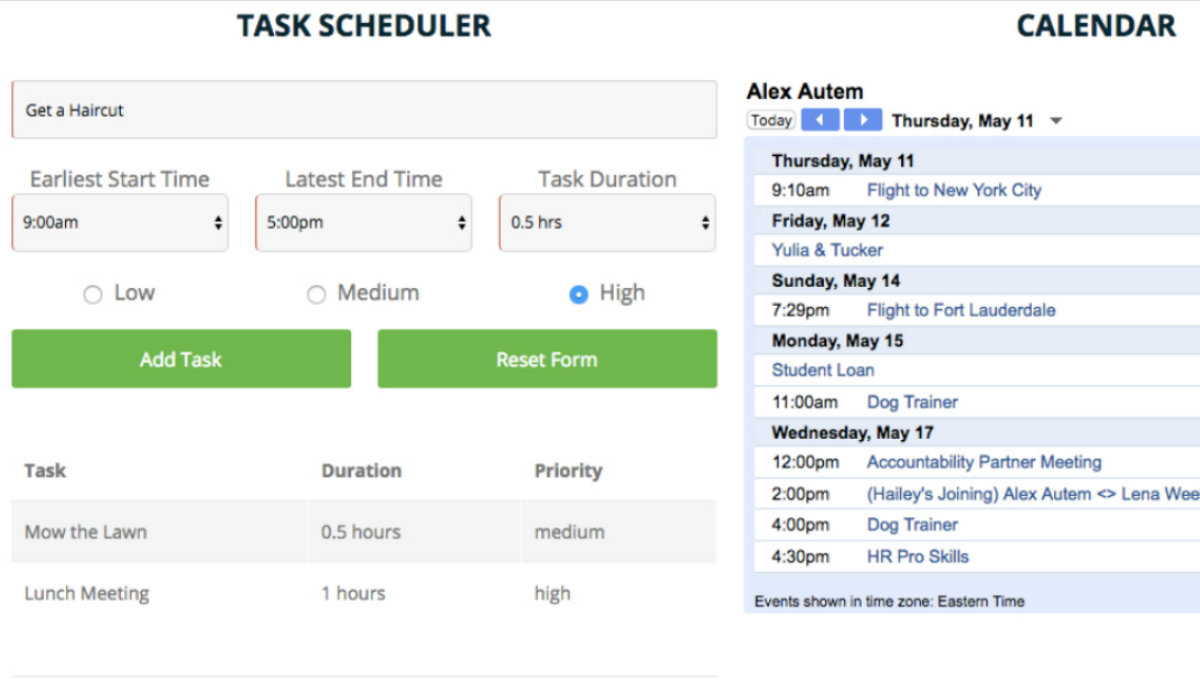 TASK SCHEDULER
Get a Haircut
Earliest Start Time Latest End Time Task Duration
9:00am 5:00pm 0.5 hrs
Low Medium High
Add Task Reset Form
Task Duration Priority
Mow the Lawn 0.5 hours medium
Lunch Meeting 1 hours high
CALENDAR
Alex Autem
Today Thursday, May 11
Thursday, May 11
9:10am Flight to New York City
Friday, May 12
Yulia & Tucker
Sunday, May 14
7:29pm Flight to Fort Lauderdale
Monday, May 15
Student Loan
11:00am Dog Trainer
Wednesday, May 17
12:00pm Accountability Partner Meeting
2:00pm (Hailey's Joining) Alex Autem <> Lena Wee
4:00pm Dog Trainer
4:30pm HR Pro Skills
Events shown in time zone: Eastern Time